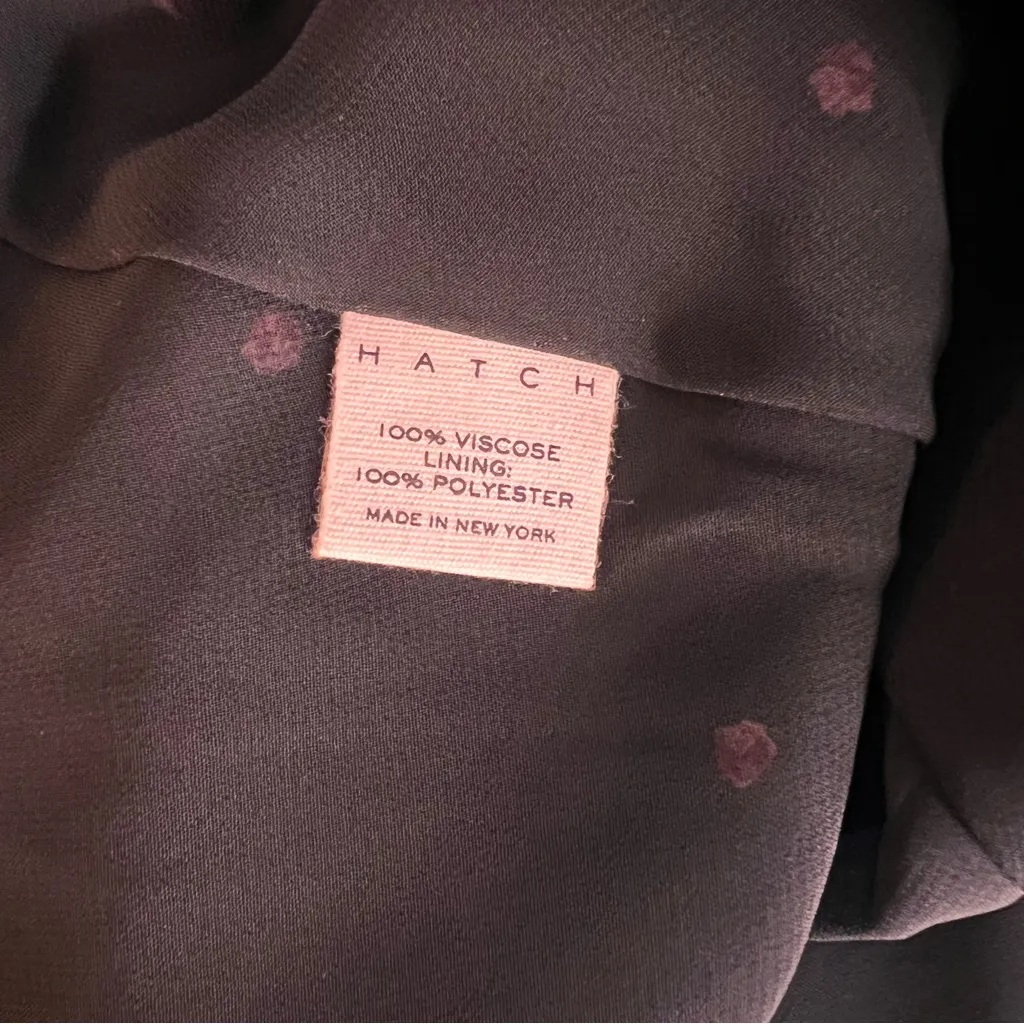 HATCH
100% VISCOSE
LINING:
100% POLYESTER
MADE IN NEW YORK